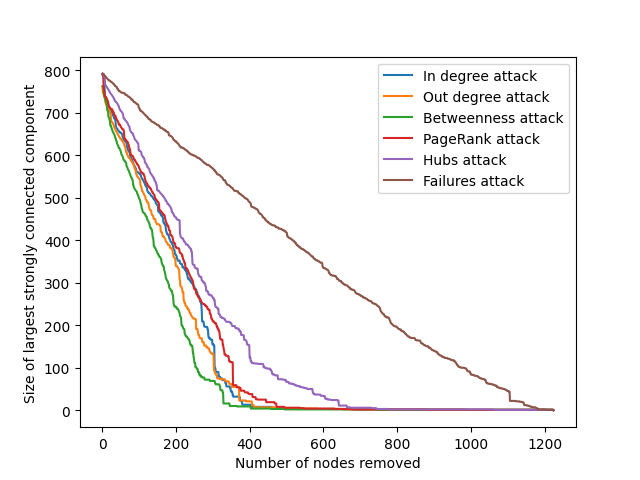 800
700
600
500
400
300
200
100
0
Size of largest strongly connected component
In degree attack
Out degree attack
Betweenness attack
PageRank attack
Hubs attack
Failures attack
0 200 400 600 800 1000 1200
Number of nodes removed